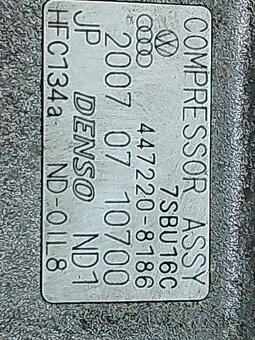 COMPRESSOR ASSY
7SBU16C
447220-8186
2007 07 10700
JP DENSO ND1
HFC134a ND-OIL8